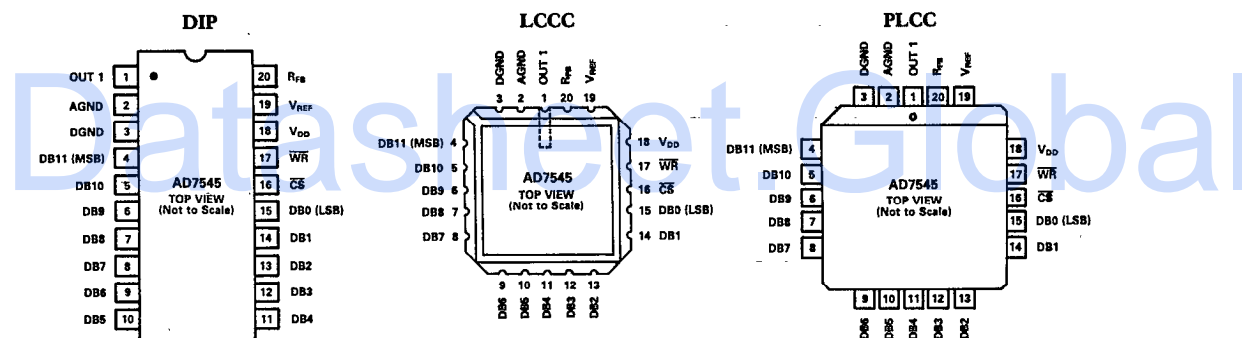 DIP
OUT 1 1 20 RFB
AGND 2 19 VREF
DGND 3 18 VDD
DB11 (MSB) 4 17 WR
DB10 5 16 CS
DB9 6 15 DB0 (LSB)
DB8 7 14 DB1
DB7 8 13 DB2
DB6 9 12 DB3
DB5 10 11 DB4
AD7545
TOP VIEW
(Not to Scale)
LCCC
DGND AGND OUT 1 RFB VREF
3 2 1 20 19
DB11 (MSB) 4 18 VDD
DB10 5 17 WR
DB9 6 16 CS
DB8 7 15 DB0 (LSB)
DB7 8 14 DB1
AD7545
TOP VIEW
(Not to Scale)
9 10 11 12 13
DB6 DB5 DB4 DB3 DB2
PLCC
DGND AGND OUT 1 RFB VREF
3 2 1 20 19
DB11 (MSB) 4 18 VDD
DB10 5 17 WR
DB9 6 16 CS
DB8 7 15 DB0 (LSB)
DB7 8 14 DB1
AD7545
TOP VIEW
(Not to Scale)
9 10 11 12 13
DB6 DB5 DB4 DB3 DB2
Datasheet.Global